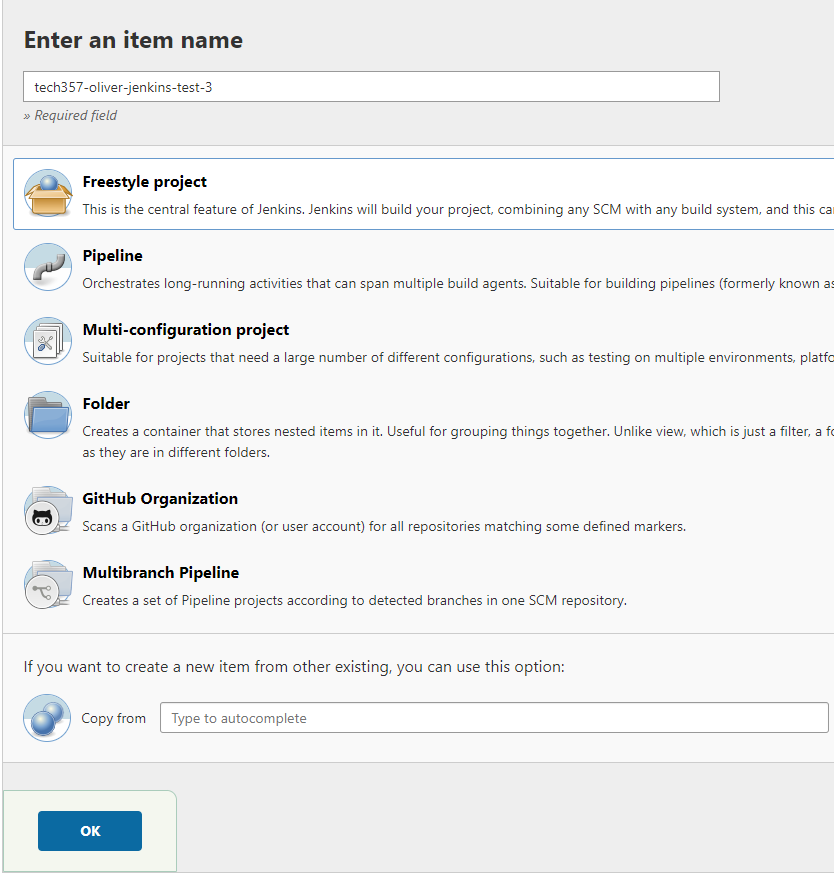 Enter an item name
tech357-oliver-jenkins-test-3
» Required field
Freestyle project
This is the central feature of Jenkins. Jenkins will build your project, combining any SCM with any build system, and this
Pipeline
Orchestrates long-running activities that can span multiple build agents. Suitable for building pipelines (formerly known as
Multi-configuration project
Suitable for projects that need a large number of different configurations, such as testing on multiple environments,
Folder
Creates a container that stores nested items in it. Useful for grouping things together. Unlike view, which is just a filter, a
as they are in different folders.
GitHub Organization
Scans a GitHub organization (or user account) for all repositories matching some defined markers.
Multibranch Pipeline
Creates a set of Pipeline projects according to detected branches in one SCM repository.
If you want to create a new item from other existing, you can use this option:
Copy from
Type to autocomplete
OK